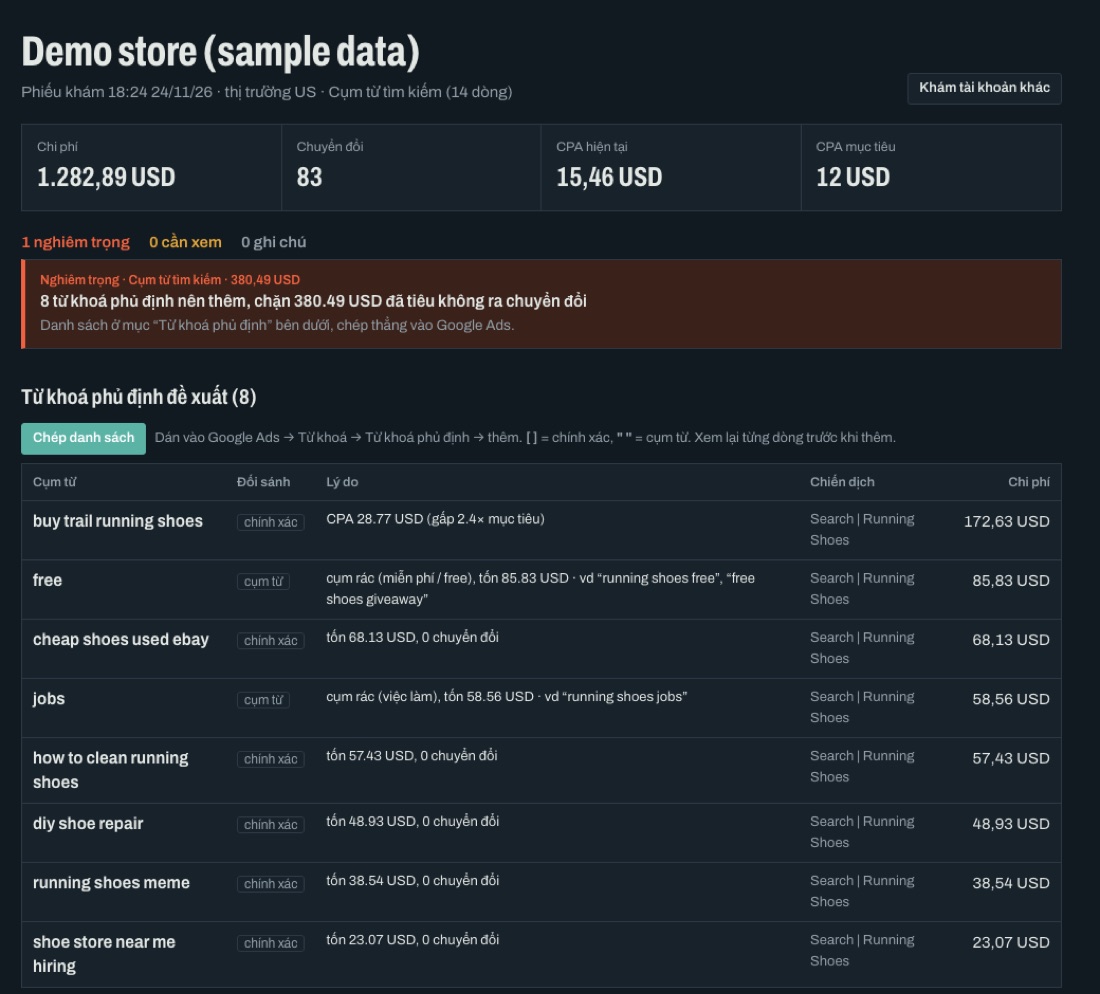 Demo store (sample data)
Phiếu khám 18:24 24/11/26 · thị trường US · Cụm từ tìm kiếm (14 dòng)
Khám tài khoản khác
Chi phí
1.282,89 USD
Chuyển đổi
83
CPA hiện tại
15,46 USD
CPA mục tiêu
12 USD
1 nghiêm trọng 0 cần xem 0 ghi chú
Nghiêm trọng · Cụm từ tìm kiếm · 380,49 USD
8 từ khoá phủ định nên thêm, chặn 380.49 USD đã tiêu không ra chuyển đổi
Danh sách ở mục “Từ khoá phủ định” bên dưới, chép thẳng vào Google Ads.
Từ khoá phủ định đề xuất (8)
Chép danh sách Dán vào Google Ads → Từ khoá → Từ khoá phủ định → thêm. [ ] = chính xác, " " = cụm từ. Xem lại từng dòng trước khi thêm.
Cụm từ Đối sánh Lý do Chiến dịch Chi phí
buy trail running shoes chính xác CPA 28.77 USD (gấp 2.4× mục tiêu) Search | Running 172,63 USD
Shoes
free cụm từ cụm rác (miễn phí / free), tốn 85.83 USD · vd “running shoes free”, “free Search | Running 85,83 USD
shoes giveaway” Shoes
cheap shoes used ebay chính xác tốn 68.13 USD, 0 chuyển đổi Search | Running 68,13 USD
Shoes
jobs cụm từ cụm rác (việc làm), tốn 58.56 USD · vd “running shoes jobs” Search | Running 58,56 USD
Shoes
how to clean running chính xác tốn 57.43 USD, 0 chuyển đổi Search | Running 57,43 USD
shoes Shoes
diy shoe repair chính xác tốn 48.93 USD, 0 chuyển đổi Search | Running 48,93 USD
Shoes
running shoes meme chính xác tốn 38.54 USD, 0 chuyển đổi Search | Running 38,54 USD
Shoes
shoe store near me chính xác tốn 23.07 USD, 0 chuyển đổi Search | Running 23,07 USD
hiring Shoes